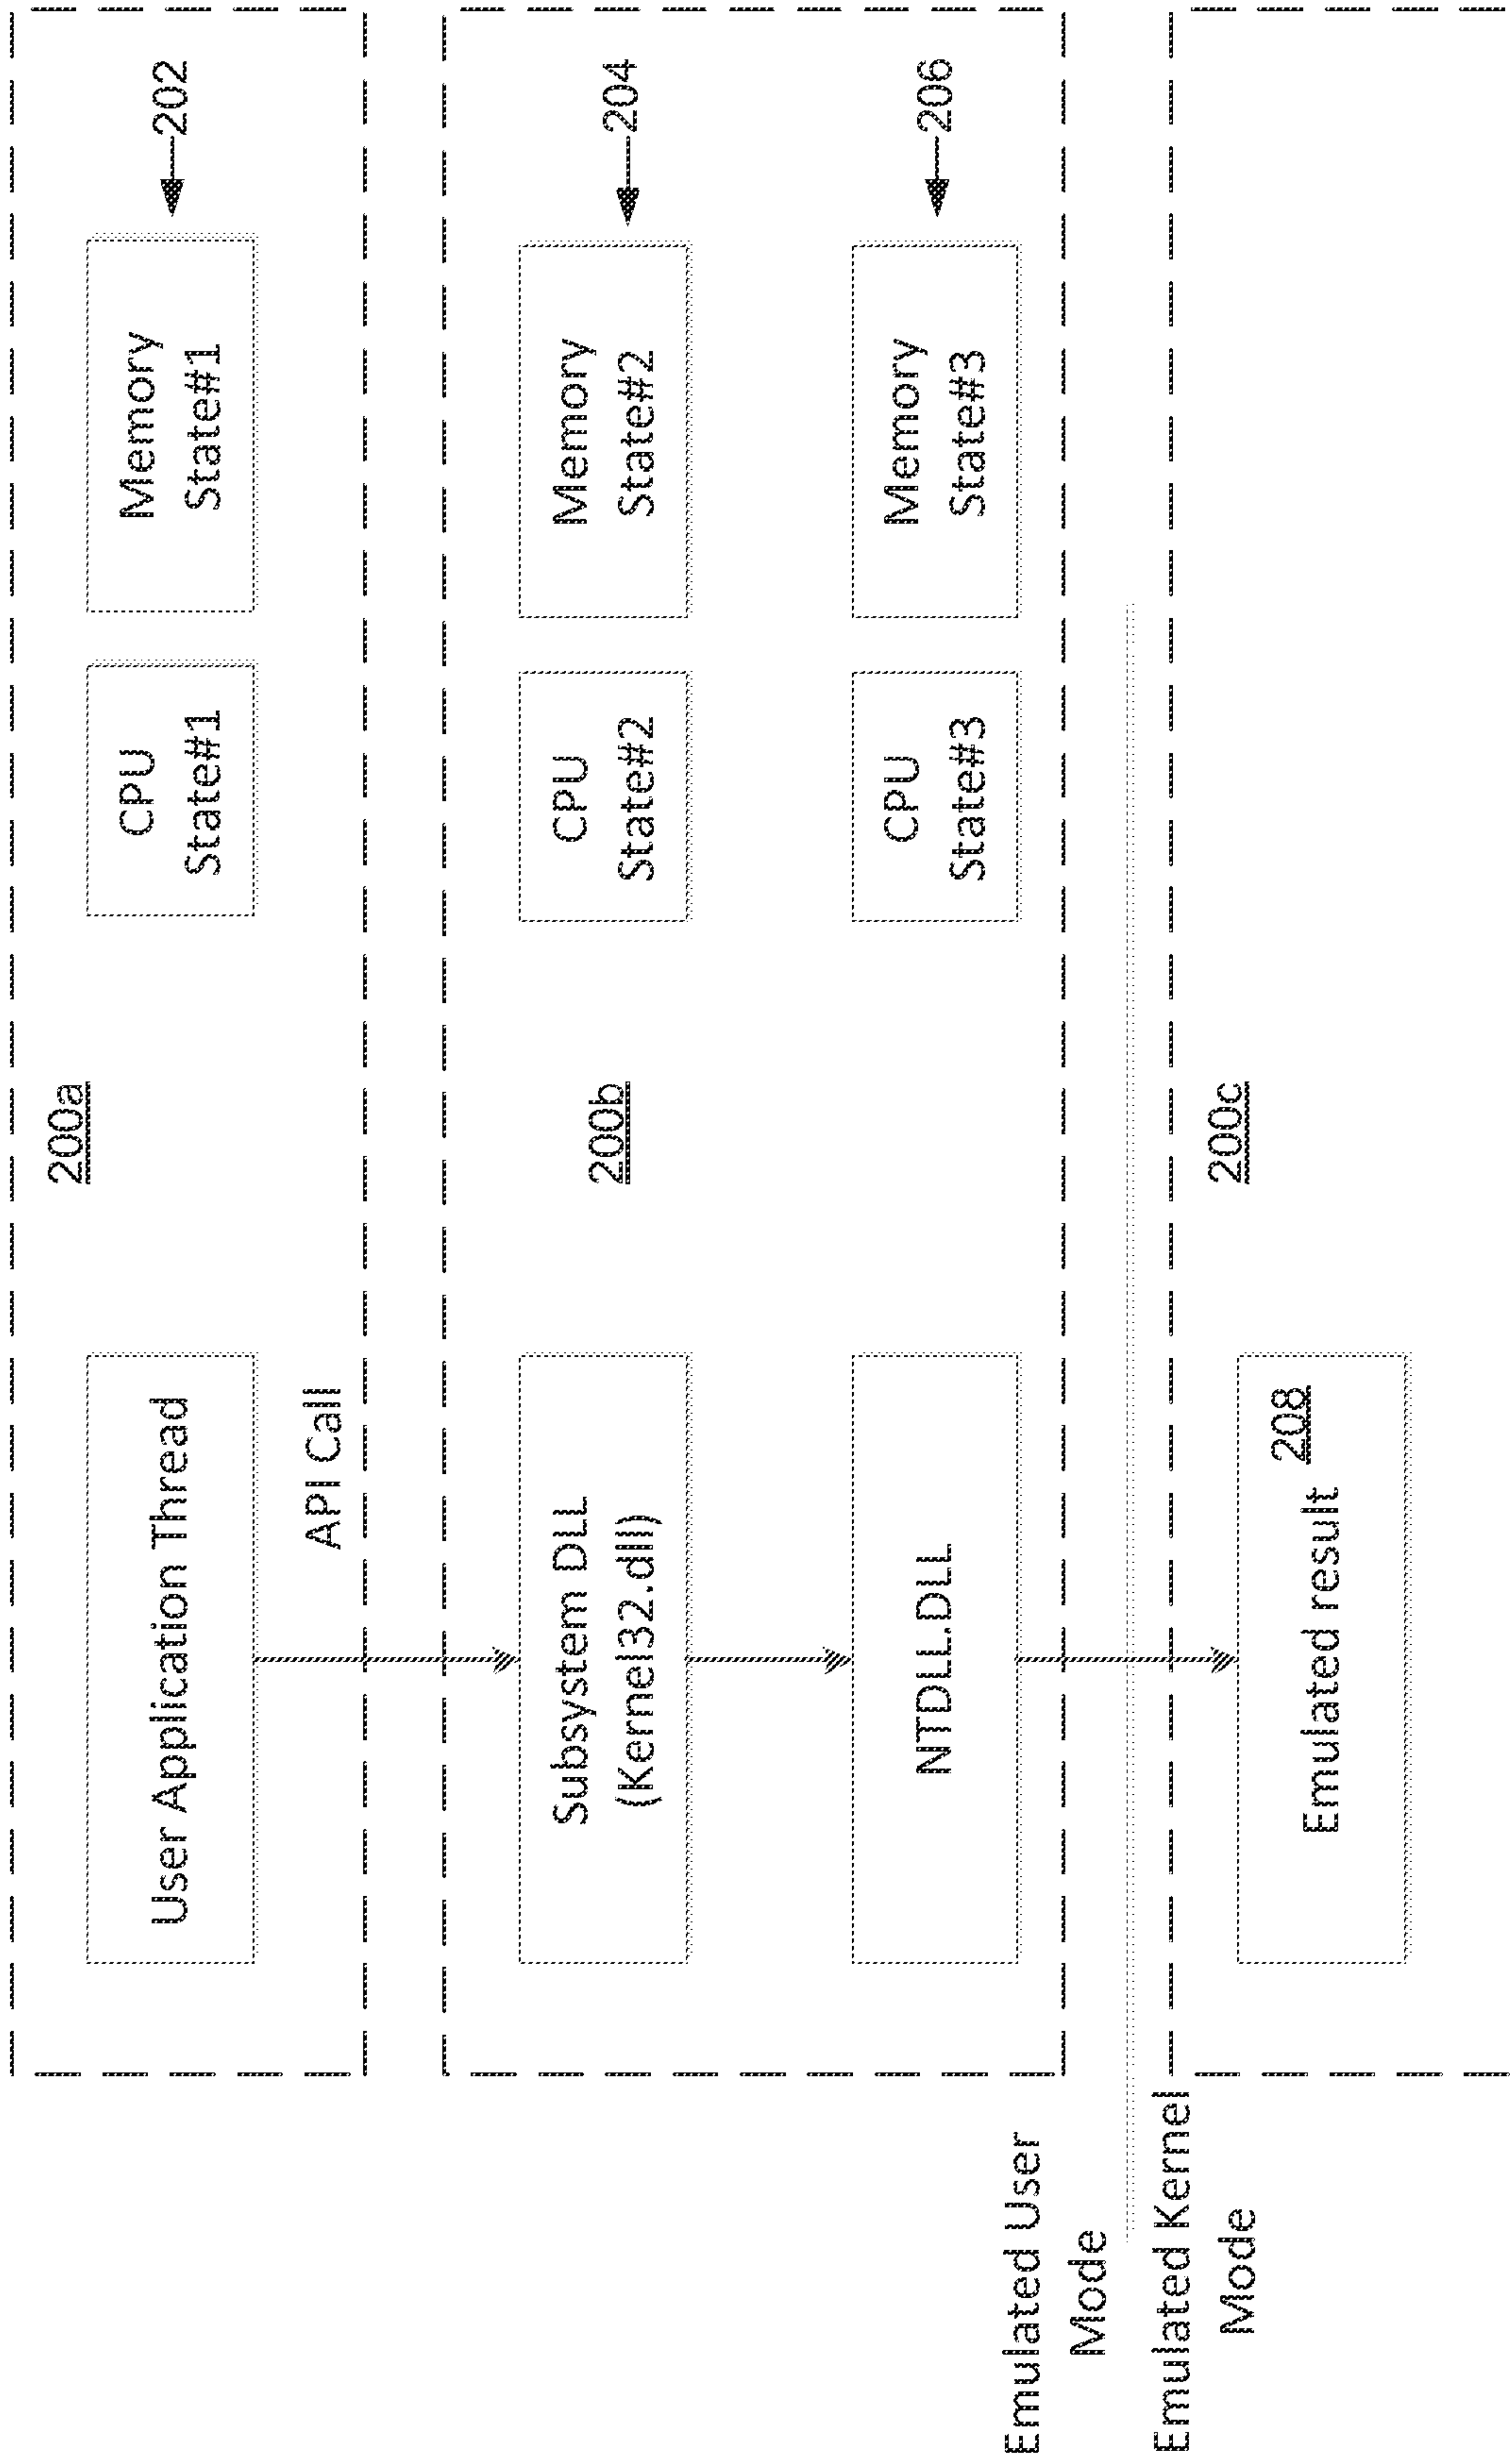 200a
User Application Thread
CPU
State#1
Memory
State#1
202
API Call
200b
Subsystem DLL
(Kernel32.dll)
CPU
State#2
Memory
State#2
204
NTDLL.DLL
CPU
State#3
Memory
State#3
206
Emulated User
Mode
Emulated Kernel
Mode
200c
208
Emulated result